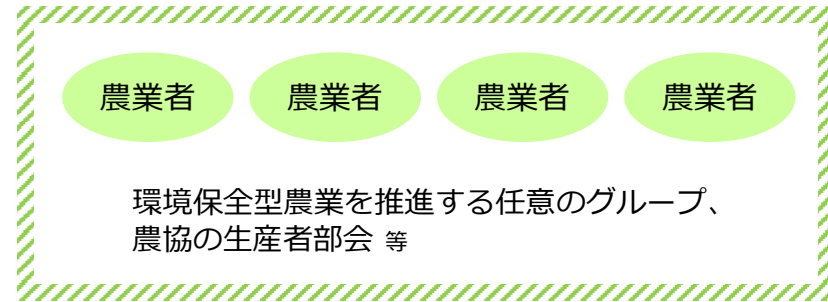 農業者 農業者 農業者 農業者
環境保全型農業を推進する任意のグループ、
農協の生産者部会 等